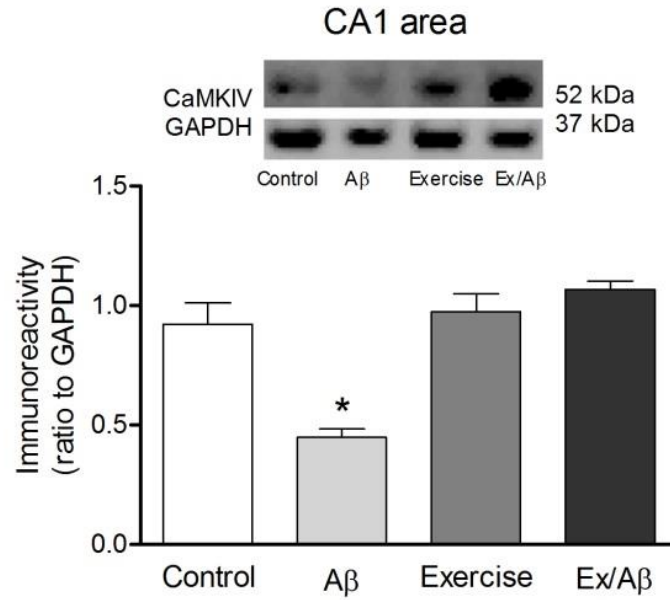 CA1 area
CaMKIV
52 kDa
GAPDH
37 kDa
Control Aβ Exercise Ex/Aβ
Immunoreactivity
(ratio to GAPDH)
1.5
1.0
*
0.5
0.0
Control Aβ Exercise Ex/Aβ